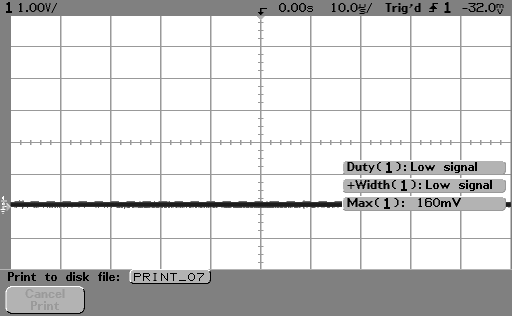 1 1.00V/ 0.00s 10.0㎲/ Trig'd 1 -32.0㎷
Duty(1):Low signal
+Width(1):Low signal
Max(1): 160mV
Print to disk file: PRINT_07
Cancel
Print